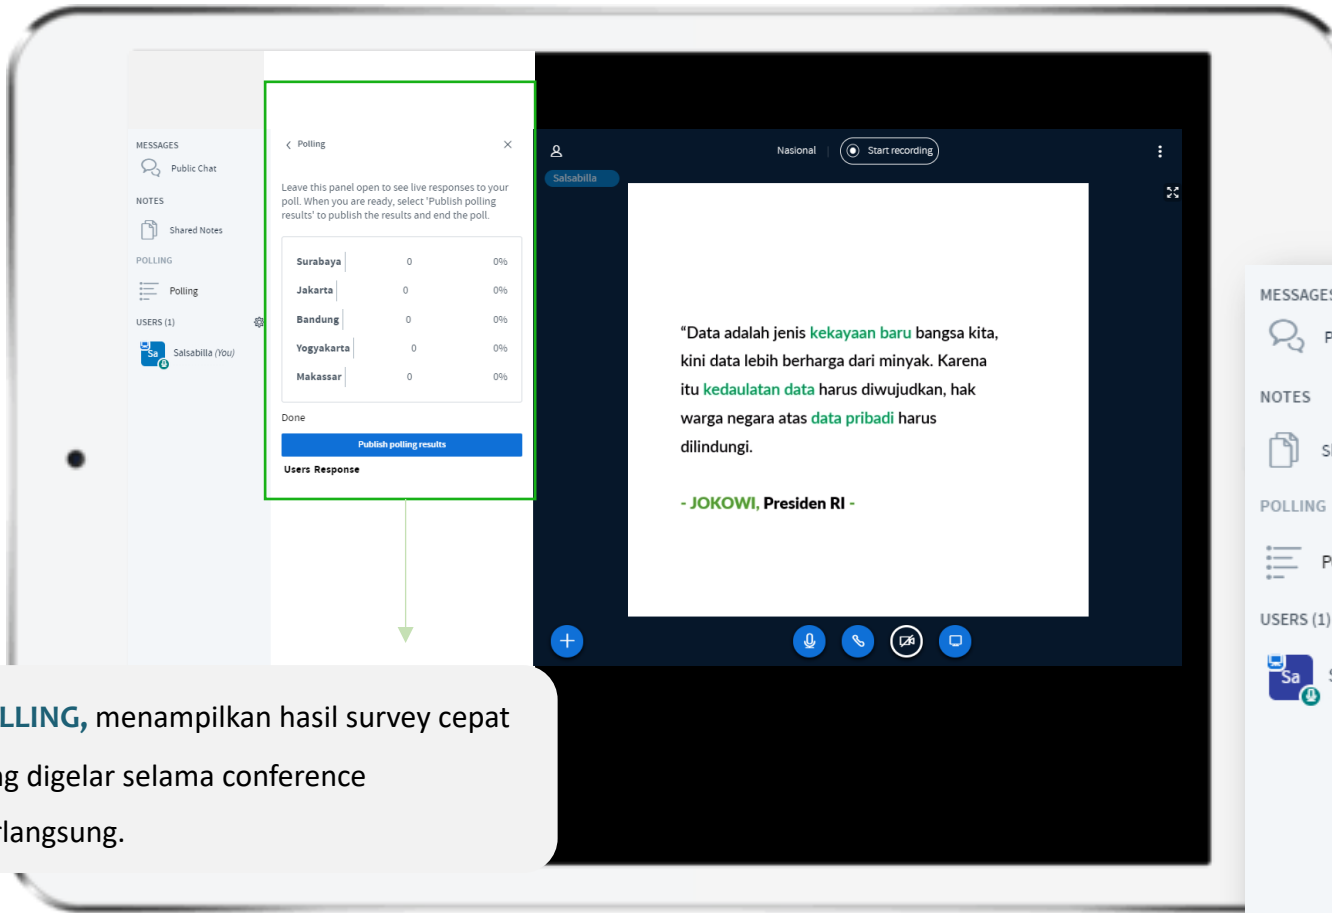 MESSAGES
Public Chat
NOTES
Shared Notes
POLLING
Polling
USERS (1)
Sa
Salsabilla (You)
Polling
Leave this panel open to see live responses to your
poll. When you are ready, select 'Publish polling
results' to publish the results and end the poll.
Surabaya 0 0%
Jakarta 0 0%
Bandung 0 0%
Yogyakarta 0 0%
Makassar 0 0%
Done
Publish polling results
Users Response
Nasional
Start recording
Salsabilla
“Data adalah jenis kekayaan baru bangsa kita,
kini data lebih berharga dari minyak. Karena
itu kedaulatan data harus diwujudkan, hak
warga negara atas data pribadi harus
dilindungi.
- JOKOWI, Presiden RI -
LLING, menampilkan hasil survey cepat
ng digelar selama conference
rlangsung.
MESSAGES
P
NOTES
S
POLLING
P
USERS (1)
Sa
S